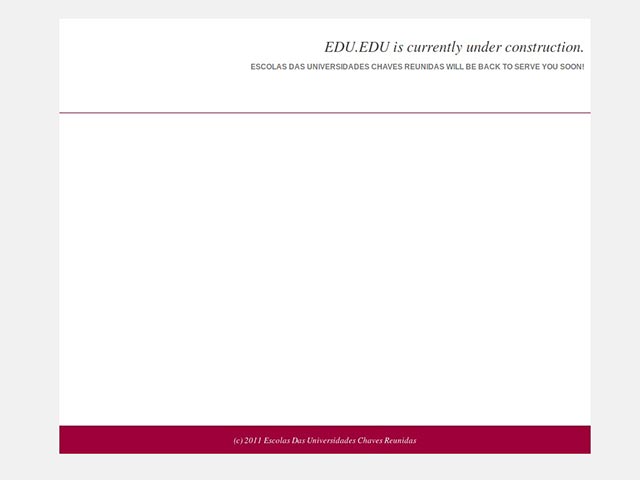 EDU.EDU is currently under construction.
ESCOLAS DAS UNIVERSIDADES CHAVES REUNIDAS WILL BE BACK TO SERVE YOU SOON!
(c) 2011 Escolas Das Universidades Chaves Reunidas